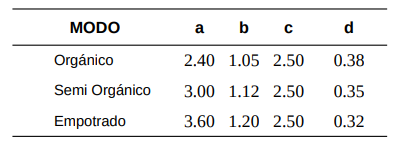 MODO a b c d
Orgánico 2.40 1.05 2.50 0.38
Semi Orgánico 3.00 1.12 2.50 0.35
Empotrado 3.60 1.20 2.50 0.32